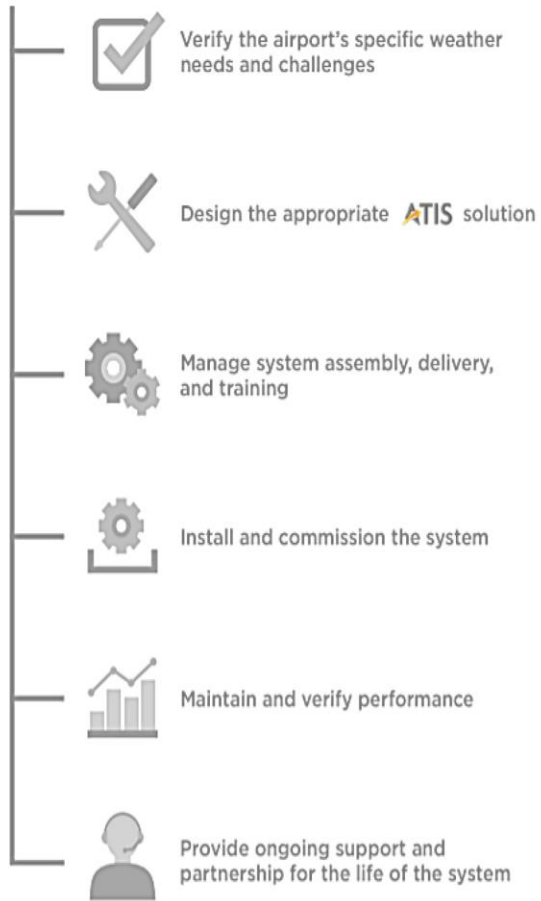 Verify the airport's specific weather
needs and challenges
Design the appropriate ATIS solution
Manage system assembly, delivery,
and training
Install and commission the system
Maintain and verify performance
Provide ongoing support and
partnership for the life of the system